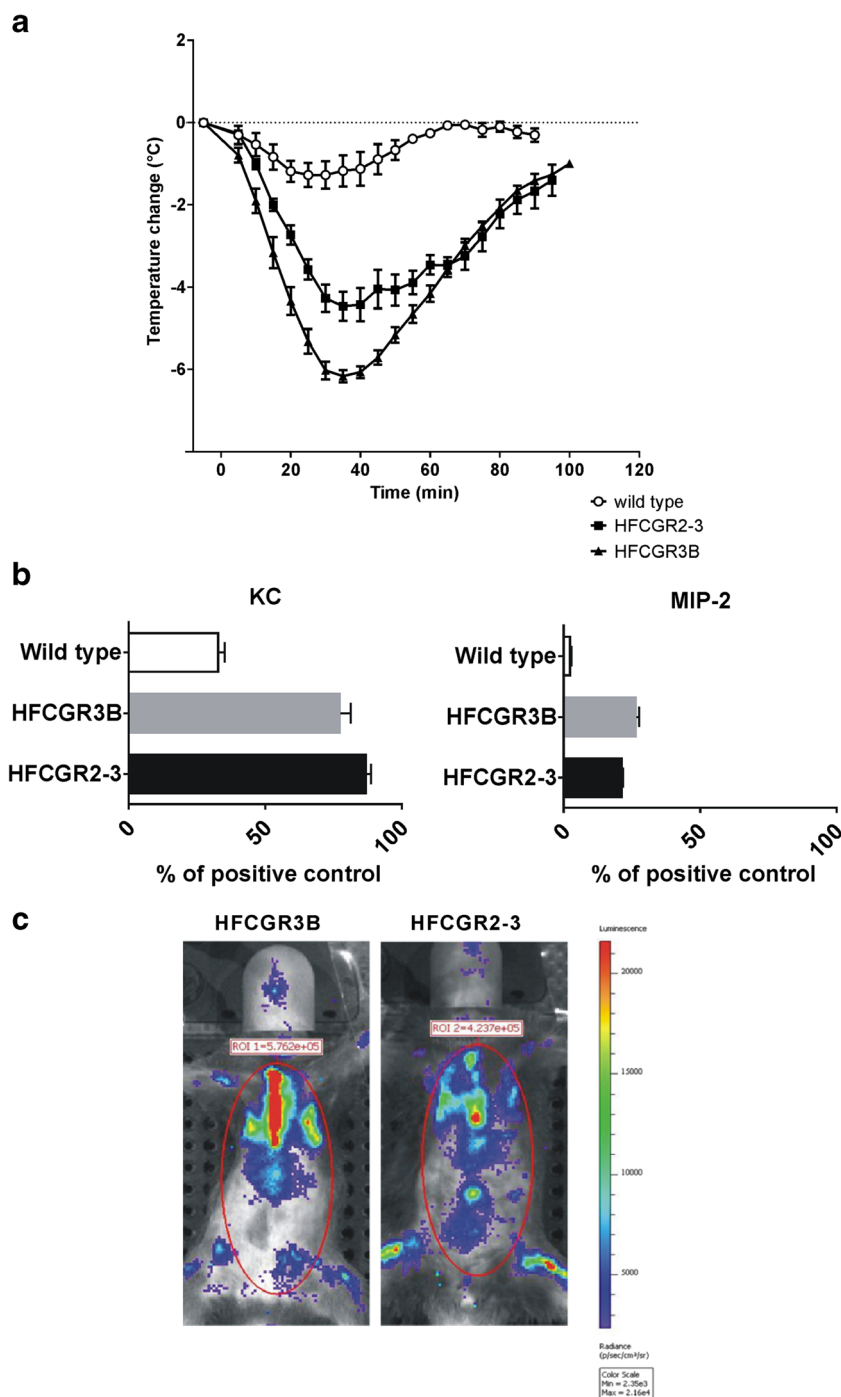 a
2
0
-2
-4
-6
Temperature change (°C)
0 20 40 60 80 100 120
Time (min)
wild type
HFCGR2-3
HFCGR3B
b
KC
Wild type
HFCGR3B
HFCGR2-3
0 50 100
% of positive control
MIP-2
Wild type
HFCGR3B
HFCGR2-3
0 50 100
% of positive control
c
HFCGR3B
HFCGR2-3
ROI 1=5.762e+05
ROI 2=4.237e+05
Luminescence
20000
15000
10000
5000
Radiance
(p/sec/cm²/sr)
Color Scale
Min = 2.35e3
Max = 2.16e4